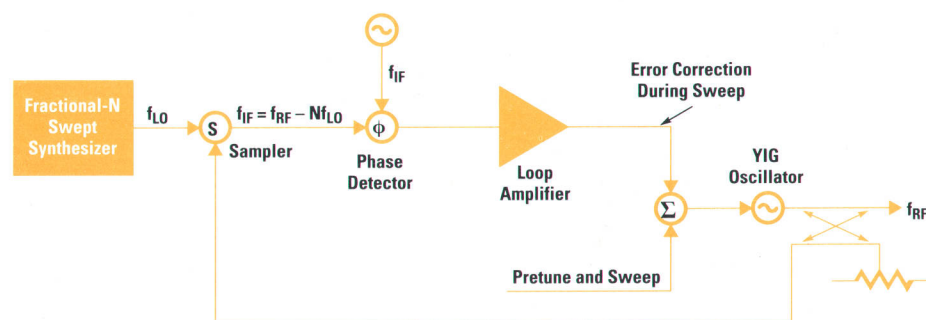 Fractional-N
Swept
Synthesizer
fLO
S
Sampler
fIF = fRF – NfLO
fIF
ϕ
Phase
Detector
Loop
Amplifier
Error Correction
During Sweep
Σ
Pretune and Sweep
YIG
Oscillator
fRF